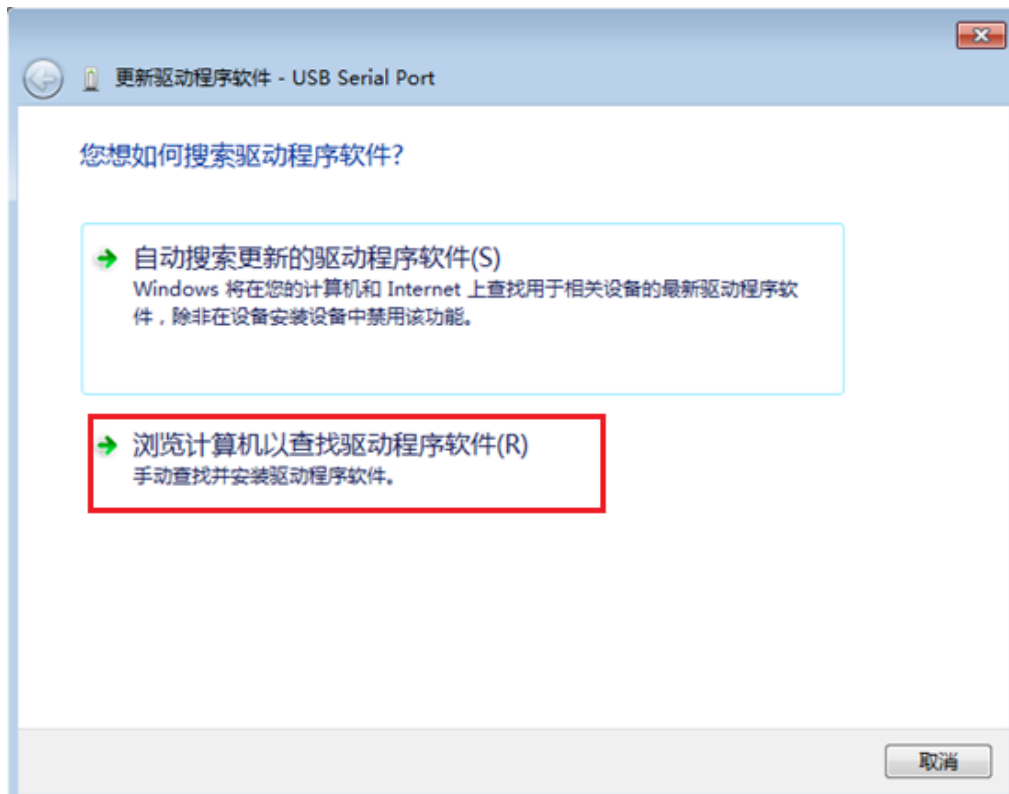 更新驱动程序软件 - USB Serial Port
您想如何搜索驱动程序软件?
自动搜索更新的驱动程序软件(S)
Windows 将在您的计算机和 Internet 上查找用于相关设备的最新驱动程序软
件，除非在设备安装设备中禁用该功能。
浏览计算机以查找驱动程序软件(R)
手动查找并安装驱动程序软件。
取消